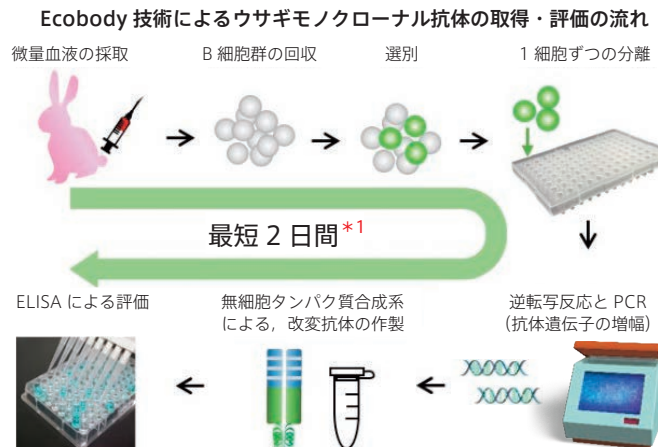 Ecobody 技術によるウサギモノクローナル抗体の取得・評価の流れ
微量血液の採取
B 細胞群の回収
選別
1 細胞ずつの分離
最短 2 日間*1
ELISA による評価
無細胞タンパク質合成系
による，改変抗体の作製
逆転写反応と PCR
(抗体遺伝子の増幅)